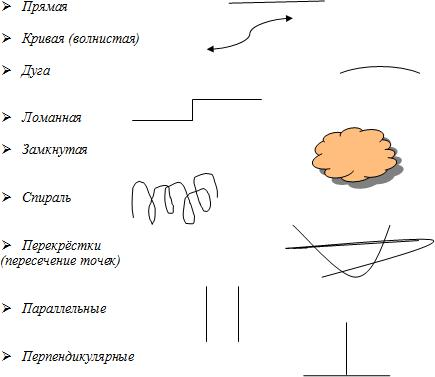 Прямая
Кривая (волнистая)
Дуга
Ломанная
Замкнутая
Спираль
Перекрёстки
(пересечение точек)
Параллельные
Перпендикулярные